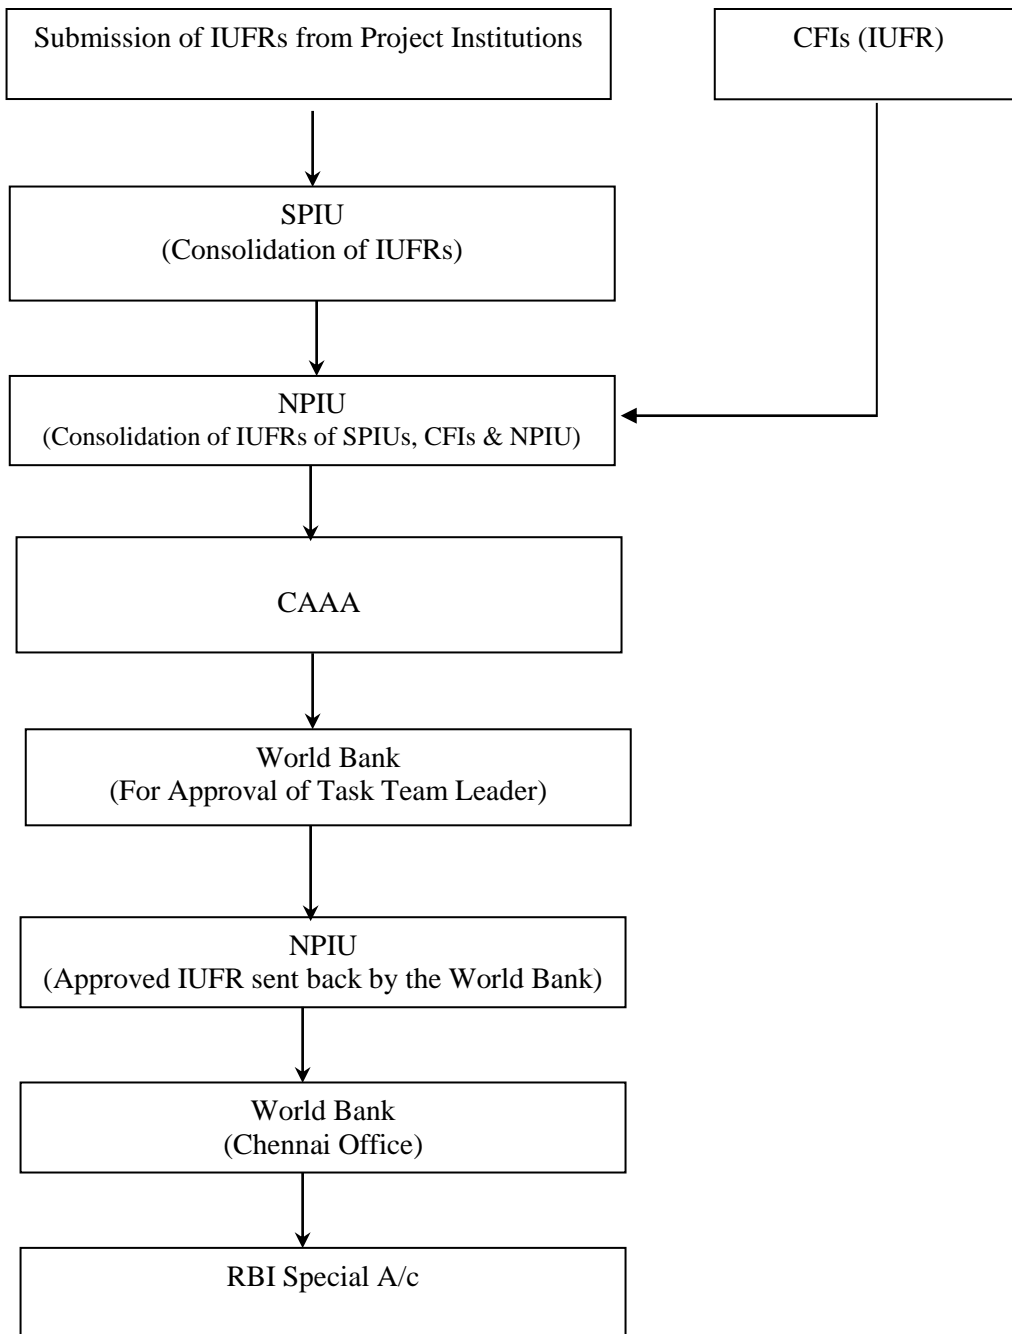 Submission of IUFRs from Project Institutions
CFIs (IUFR)
SPIU
(Consolidation of IUFRs)
NPIU
(Consolidation of IUFRs of SPIUs, CFIs & NPIU)
CAAA
World Bank
(For Approval of Task Team Leader)
NPIU
(Approved IUFR sent back by the World Bank)
World Bank
(Chennai Office)
RBI Special A/c